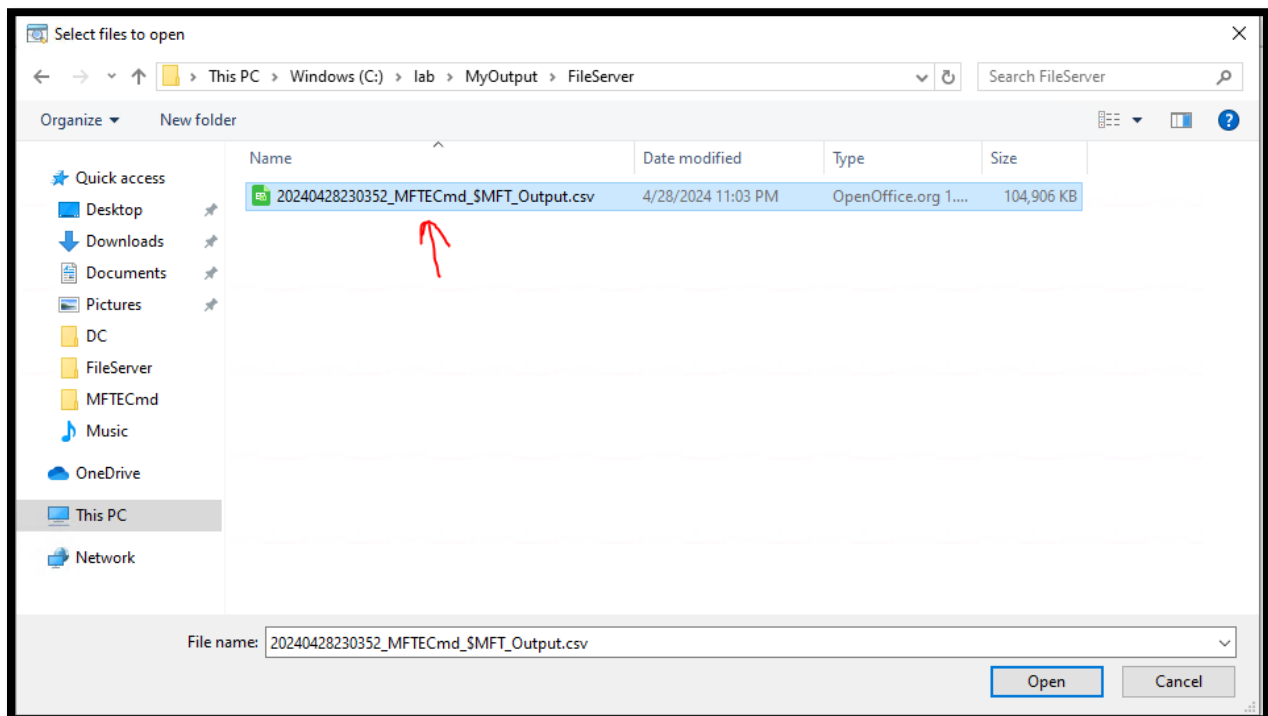 Select files to open
This PC > Windows (C:) > lab > MyOutput > FileServer
Search FileServer
Organize
New folder
Name
Date modified
Type
Size
Quick access
20240428230352_MFTECmd_$MFT_Output.csv
4/28/2024 11:03 PM
OpenOffice.org 1....
104,906 KB
Desktop
Downloads
Documents
Pictures
DC
FileServer
MFTECmd
Music
OneDrive
This PC
Network
File name: 20240428230352_MFTECmd_$MFT_Output.csv
Open
Cancel